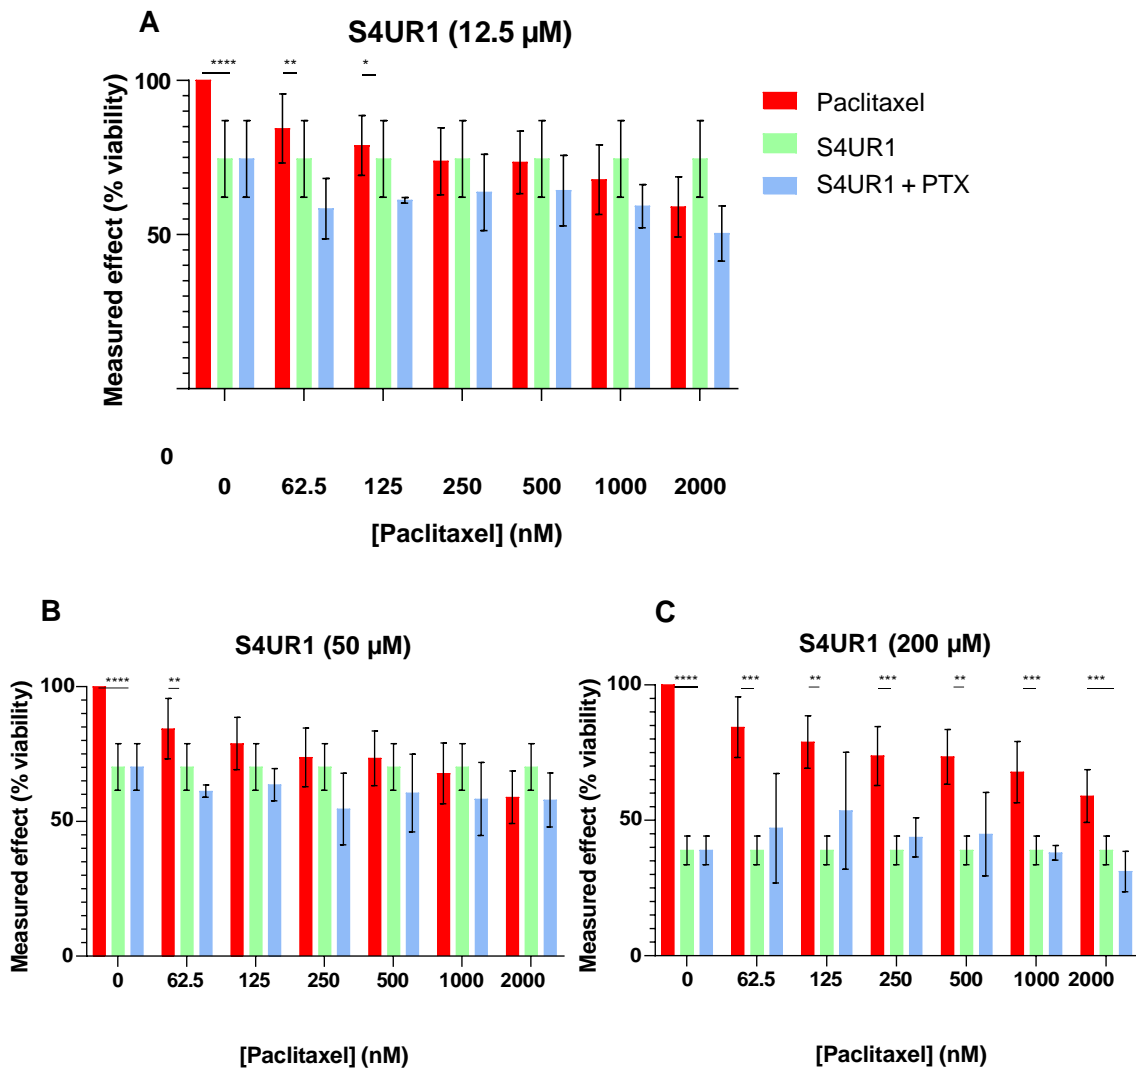 A
S4UR1 (12.5 µM)
**** ** *
Measured effect (% viability)
100
50
0
0 62.5 125 250 500 1000 2000
[Paclitaxel] (nM)
Paclitaxel
S4UR1
S4UR1 + PTX
B
S4UR1 (50 µM)
**** **
Measured effect (% viability)
100
50
0
0 62.5 125 250 500 1000 2000
[Paclitaxel] (nM)
C
S4UR1 (200 µM)
**** *** ** *** ** *** ***
Measured effect (% viability)
100
50
0
0 62.5 125 250 500 1000 2000
[Paclitaxel] (nM)